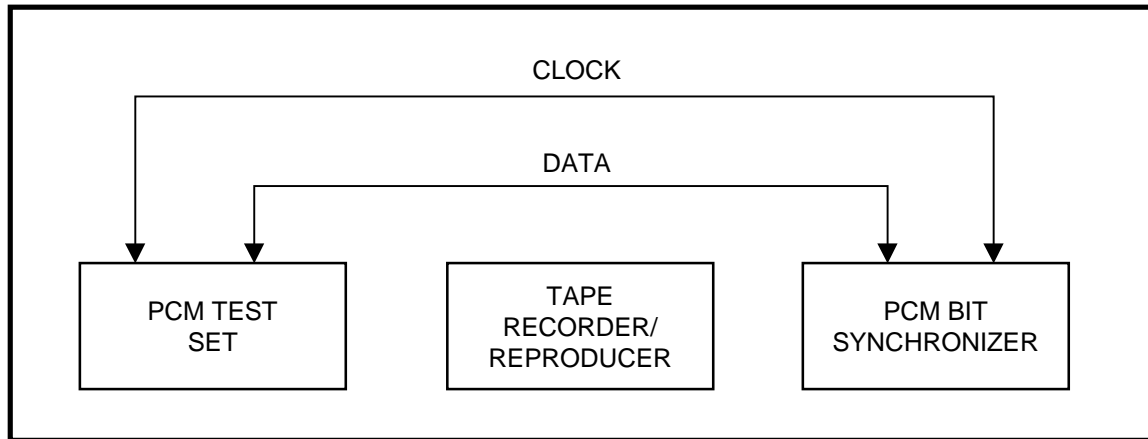 CLOCK
DATA
PCM TEST
SET
TAPE
RECORDER/
REPRODUCER
PCM BIT
SYNCHRONIZER